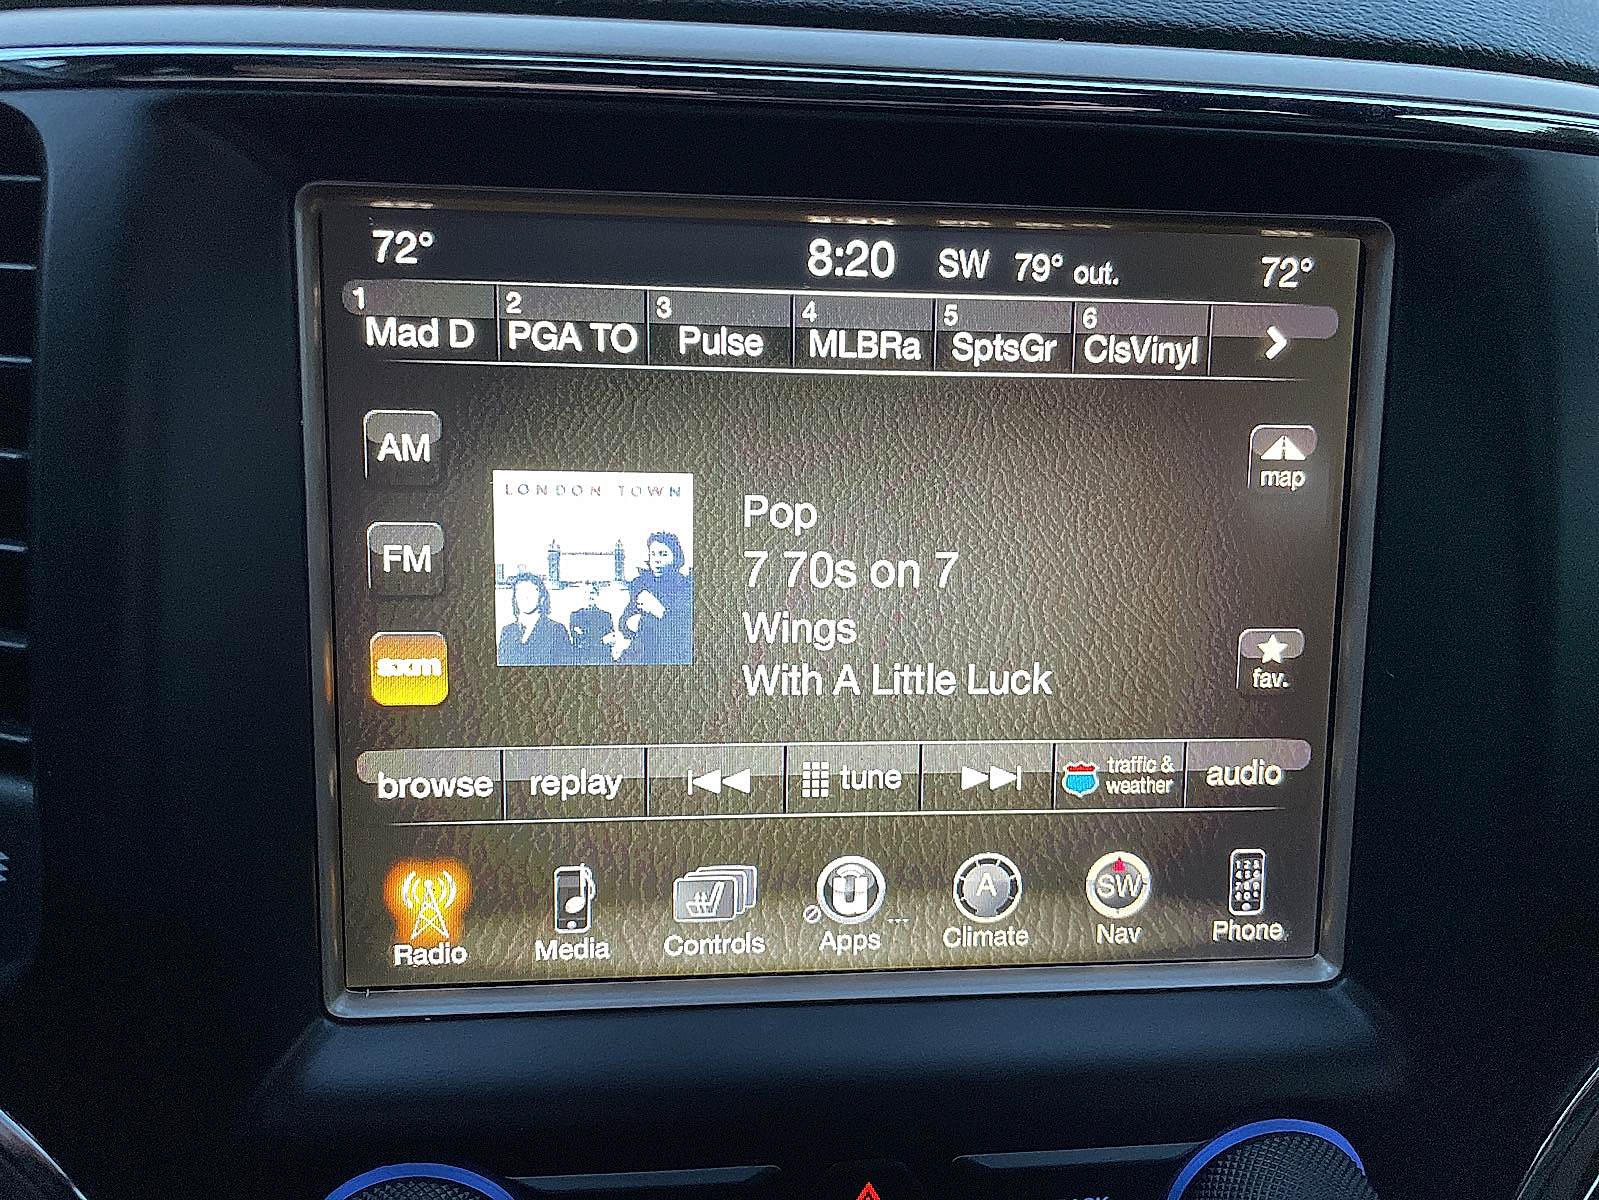 72° 8:20 SW 79° out. 72°
1 2 3 4 5 6
Mad D PGA TO Pulse MLBRa SptsGr ClsVinyl
AM
map
LONDON TOWN
Pop
FM
7 70s on 7
Wings
sxm
With A Little Luck
fav.
browse replay tune traffic & weather audio
A SW
Radio Media Controls Apps Climate Nav Phone